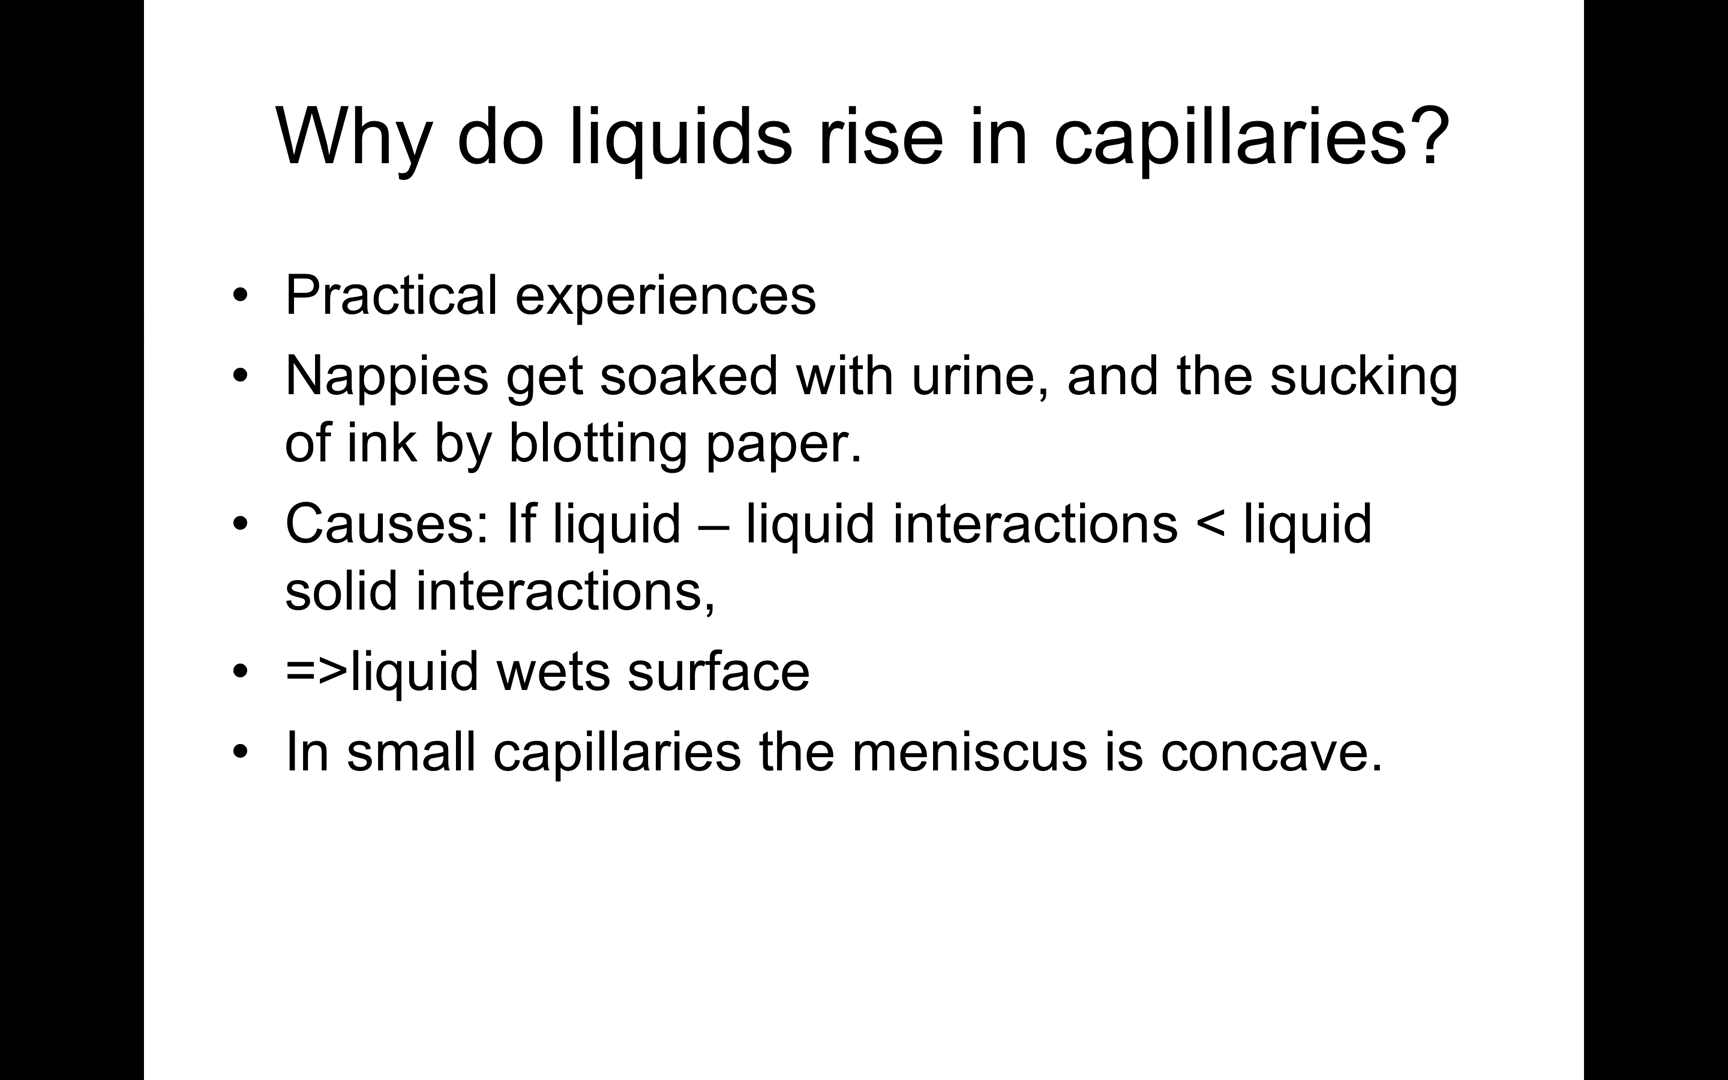 Why do liquids rise in capillaries?
• Practical experiences
• Nappies get soaked with urine, and the sucking
of ink by blotting paper.
• Causes: If liquid – liquid interactions < liquid
solid interactions,
• =>liquid wets surface
• In small capillaries the meniscus is concave.